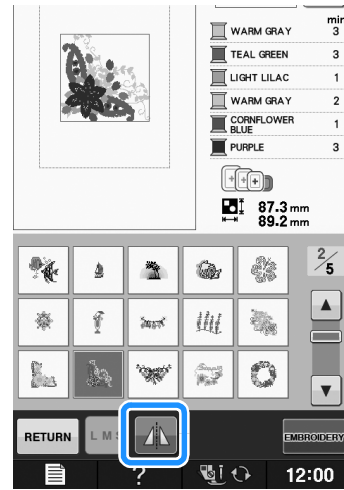 min
WARM GRAY 3
TEAL GREEN 3
LIGHT LILAC 1
WARM GRAY 2
CORNFLOWER
BLUE 1
PURPLE 3
87.3 mm
89.2 mm
2/5
RETURN
L M S
EMBROIDERY
?
12:00